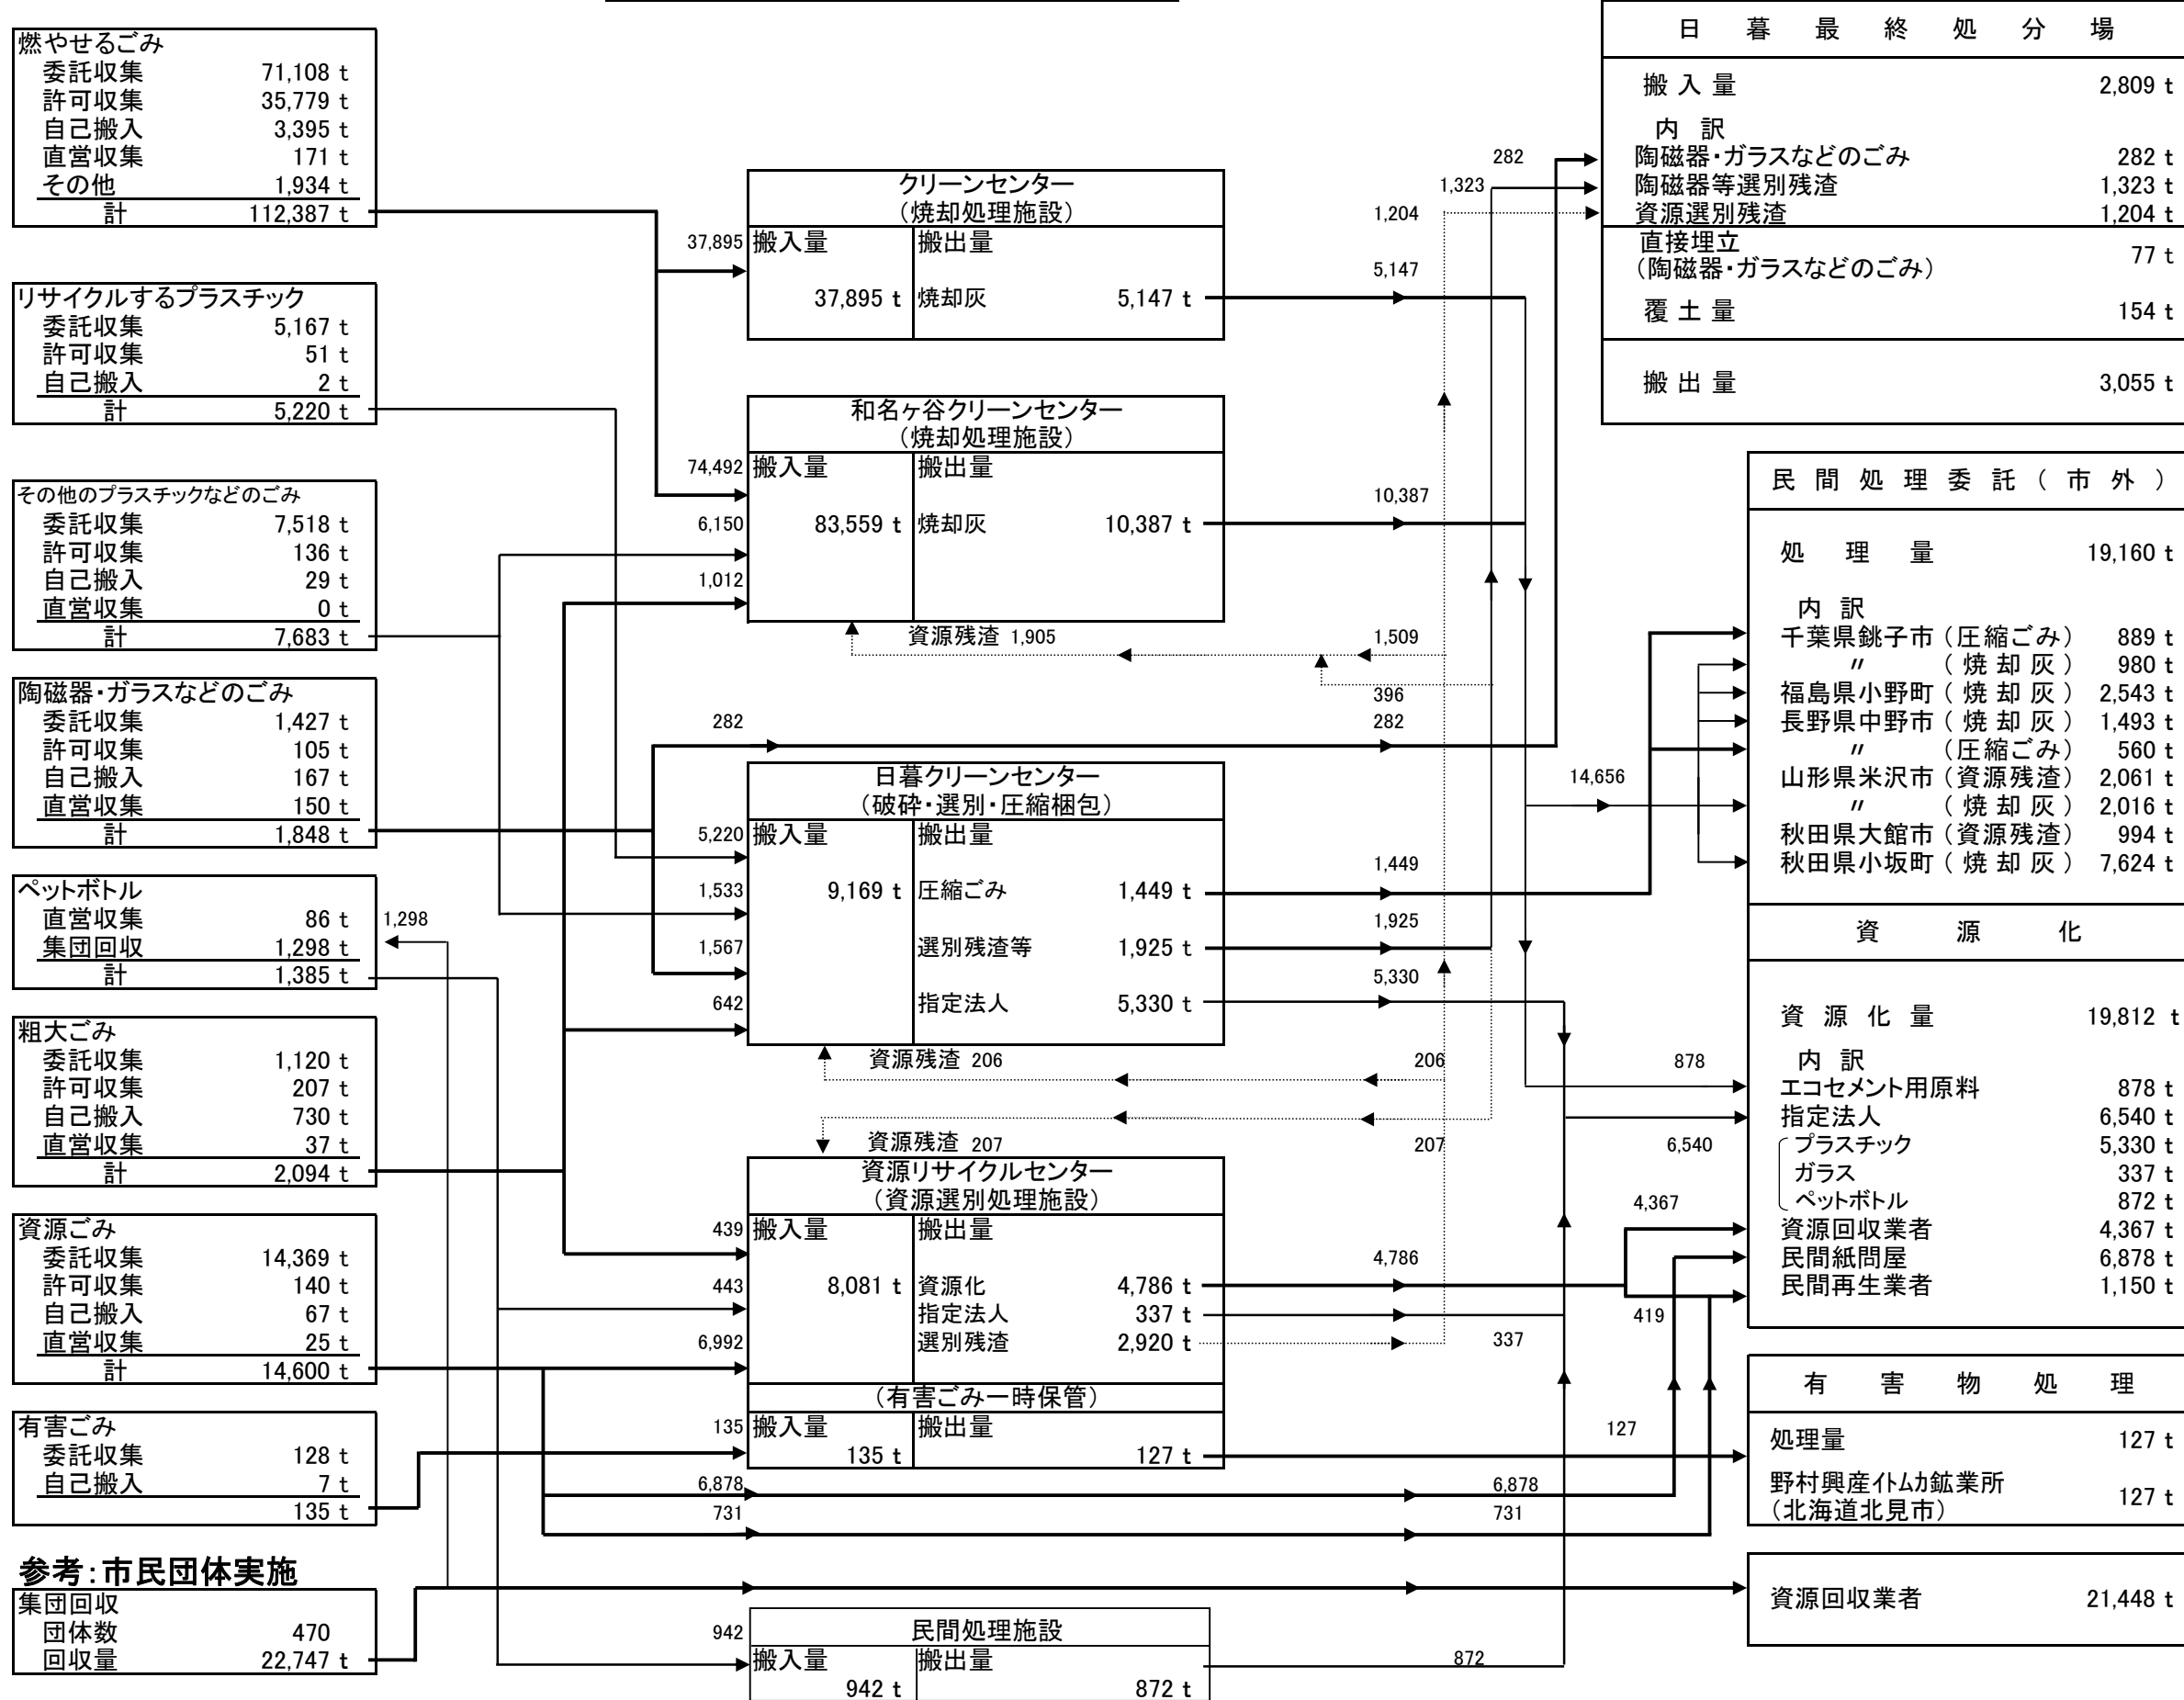 燃やせるごみ
委託収集 71,108 t
許可収集 35,779 t
自己搬入 3,395 t
直営収集 171 t
その他 1,934 t
計 112,387 t
リサイクルするプラスチック
委託収集 5,167 t
許可収集 51 t
自己搬入 2 t
計 5,220 t
その他のプラスチックなどのごみ
委託収集 7,518 t
許可収集 136 t
自己搬入 29 t
直営収集 0 t
計 7,683 t
陶磁器・ガラスなどのごみ
委託収集 1,427 t
許可収集 105 t
自己搬入 167 t
直営収集 150 t
計 1,848 t
ペットボトル
直営収集 86 t
集団回収 1,298 t
計 1,385 t
1,298
粗大ごみ
委託収集 1,120 t
許可収集 207 t
自己搬入 730 t
直営収集 37 t
計 2,094 t
資源ごみ
委託収集 14,369 t
許可収集 140 t
自己搬入 67 t
直営収集 25 t
計 14,600 t
有害ごみ
委託収集 128 t
自己搬入 7 t
135 t
参考:市民団体実施
集団回収
団体数 470
回収量 22,747 t
クリーンセンター
(焼却処理施設)
37,895 搬入量 搬出量
37,895 t 焼却灰 5,147 t
和名ヶ谷クリーンセンター
(焼却処理施設)
74,492 搬入量 搬出量
6,150 83,559 t 焼却灰 10,387 t
1,012
資源残渣 1,905
282
日暮クリーンセンター
(破砕・選別・圧縮梱包)
5,220 搬入量 搬出量
1,533 9,169 t 圧縮ごみ 1,449 t
1,567 選別残渣等 1,925 t
642 指定法人 5,330 t
資源残渣 206
資源残渣 207
資源リサイクルセンター
(資源選別処理施設)
439 搬入量 搬出量
443 8,081 t 資源化 4,786 t
指定法人 337 t
6,992 選別残渣 2,920 t
(有害ごみ一時保管)
135 搬入量 搬出量
135 t 127 t
6,878
731
民間処理施設
942 搬入量 搬出量
942 t 872 t
282
1,323
1,204
5,147
10,387
1,509
396
282
14,656
1,449
1,925
5,330
206
878
207
6,540
4,367
4,786
419
337
127
6,878
731
872
日暮最終処分場
搬入量 2,809 t
内訳
陶磁器・ガラスなどのごみ 282 t
陶磁器等選別残渣 1,323 t
資源選別残渣 1,204 t
直接埋立
(陶磁器・ガラスなどのごみ) 77 t
覆土量 154 t
搬出量 3,055 t
民間処理委託(市外)
処理量 19,160 t
内訳
千葉県銚子市(圧縮ごみ) 889 t
〃 (焼却灰) 980 t
福島県小野町(焼却灰) 2,543 t
長野県中野市(焼却灰) 1,493 t
〃 (圧縮ごみ) 560 t
山形県米沢市(資源残渣) 2,061 t
〃 (焼却灰) 2,016 t
秋田県大館市(資源残渣) 994 t
秋田県小坂町(焼却灰) 7,624 t
資源化
資源化量 19,812 t
内訳
エコセメント用原料 878 t
指定法人 6,540 t
プラスチック 5,330 t
ガラス 337 t
ペットボトル 872 t
資源回収業者 4,367 t
民間紙問屋 6,878 t
民間再生業者 1,150 t
有害物処理
処理量 127 t
野村興産イトムカ鉱業所
(北海道北見市) 127 t
資源回収業者 21,448 t